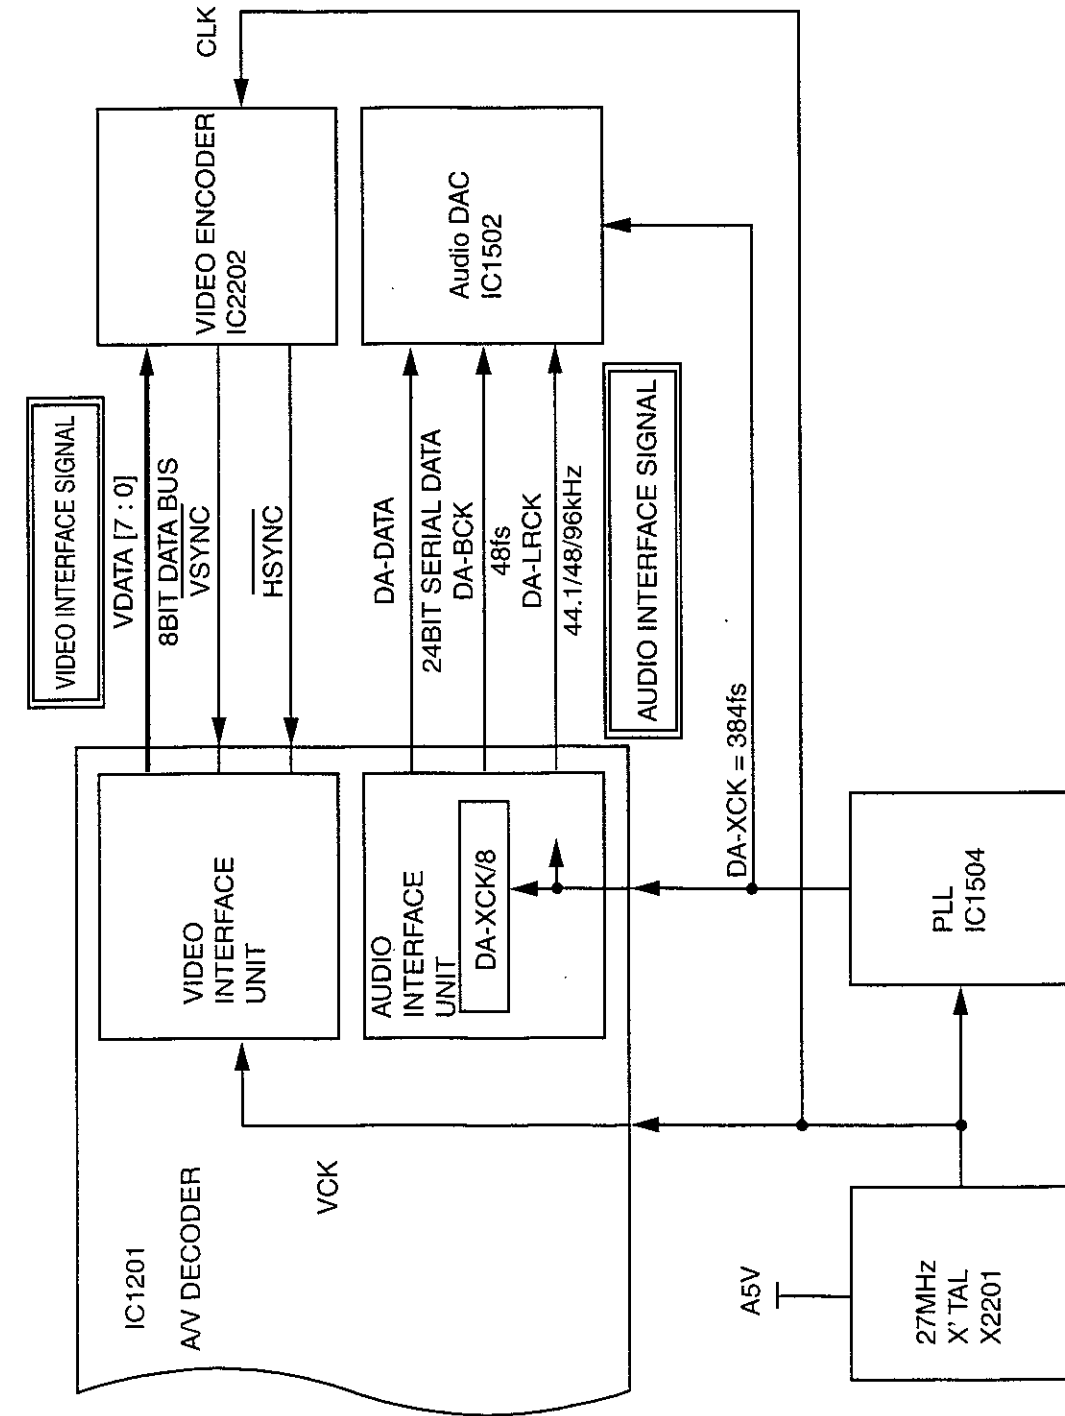 IC1201
A/V DECODER
VCK
VIDEO
INTERFACE
UNIT
AUDIO
INTERFACE
UNIT
DA-XCK/8
VIDEO INTERFACE SIGNAL
VDATA [7 : 0]
8BIT DATA BUS
VSYNC
HSYNC
DA-DATA
24BIT SERIAL DATA
DA-BCK
48fs
DA-LRCK
44.1/48/96kHz
AUDIO INTERFACE SIGNAL
VIDEO ENCODER
IC2202
CLK
Audio DAC
IC1502
DA-XCK = 384fs
A5V
27MHz
X' TAL
X2201
PLL
IC1504